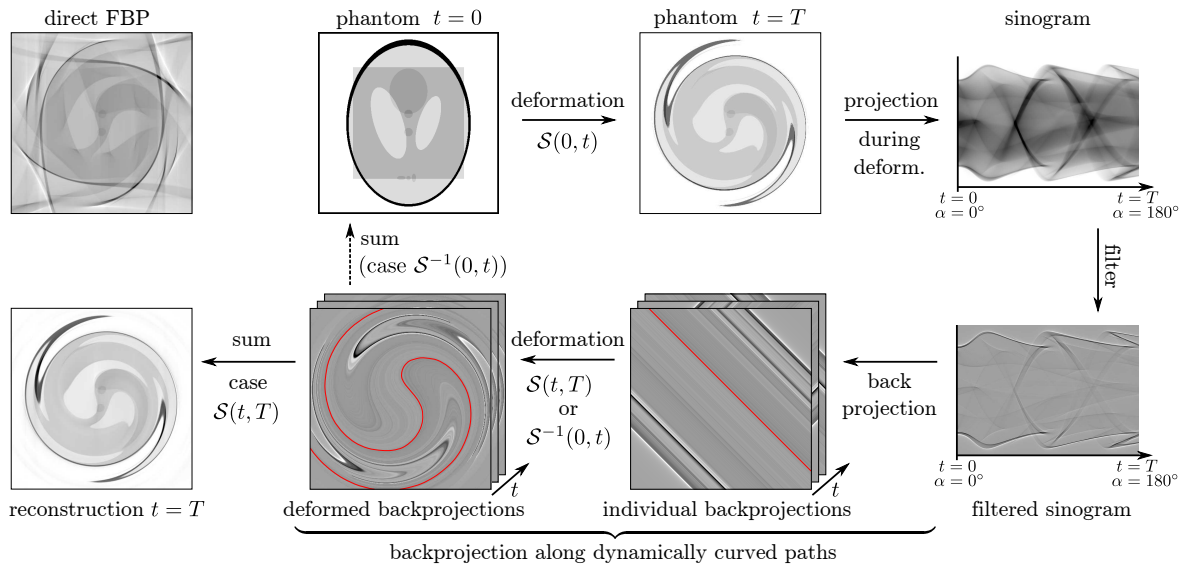 direct FBP
phantom t = 0
phantom t = T
sinogram
deformation
S(0, t)
projection
during
deform.
t = 0
α = 0°
t = T
α = 180°
sum
(case S⁻¹(0, t))
filter
sum
case
S(t, T)
deformation
S(t, T)
or
S⁻¹(0, t)
back
projection
t
t
t = 0
α = 0°
t = T
α = 180°
reconstruction t = T
deformed backprojections
individual backprojections
filtered sinogram
backprojection along dynamically curved paths